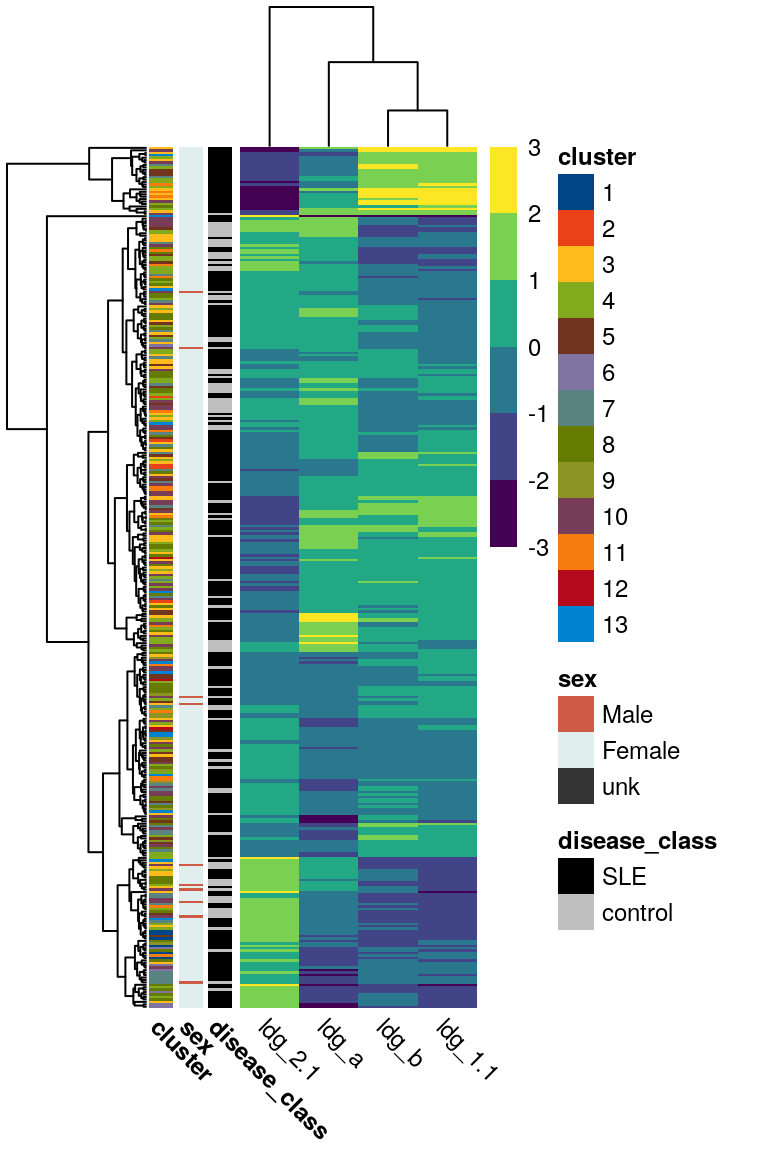 3
2
1
0
-1
-2
-3
cluster
1
2
3
4
5
6
7
8
9
10
11
12
13
sex
Male
Female
unk
disease_class
SLE
control
cluster
sex
disease_class
ldg_2.1
ldg_a
ldg_b
ldg_1.1